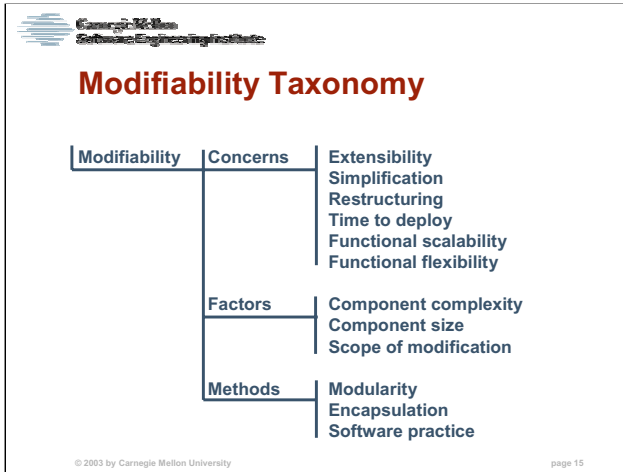 Carnegie Mellon
Software Engineering Institute
Modifiability Taxonomy
Modifiability
Concerns
Extensibility
Simplification
Restructuring
Time to deploy
Functional scalability
Functional flexibility
Factors
Component complexity
Component size
Scope of modification
Methods
Modularity
Encapsulation
Software practice
© 2003 by Carnegie Mellon University
page 15